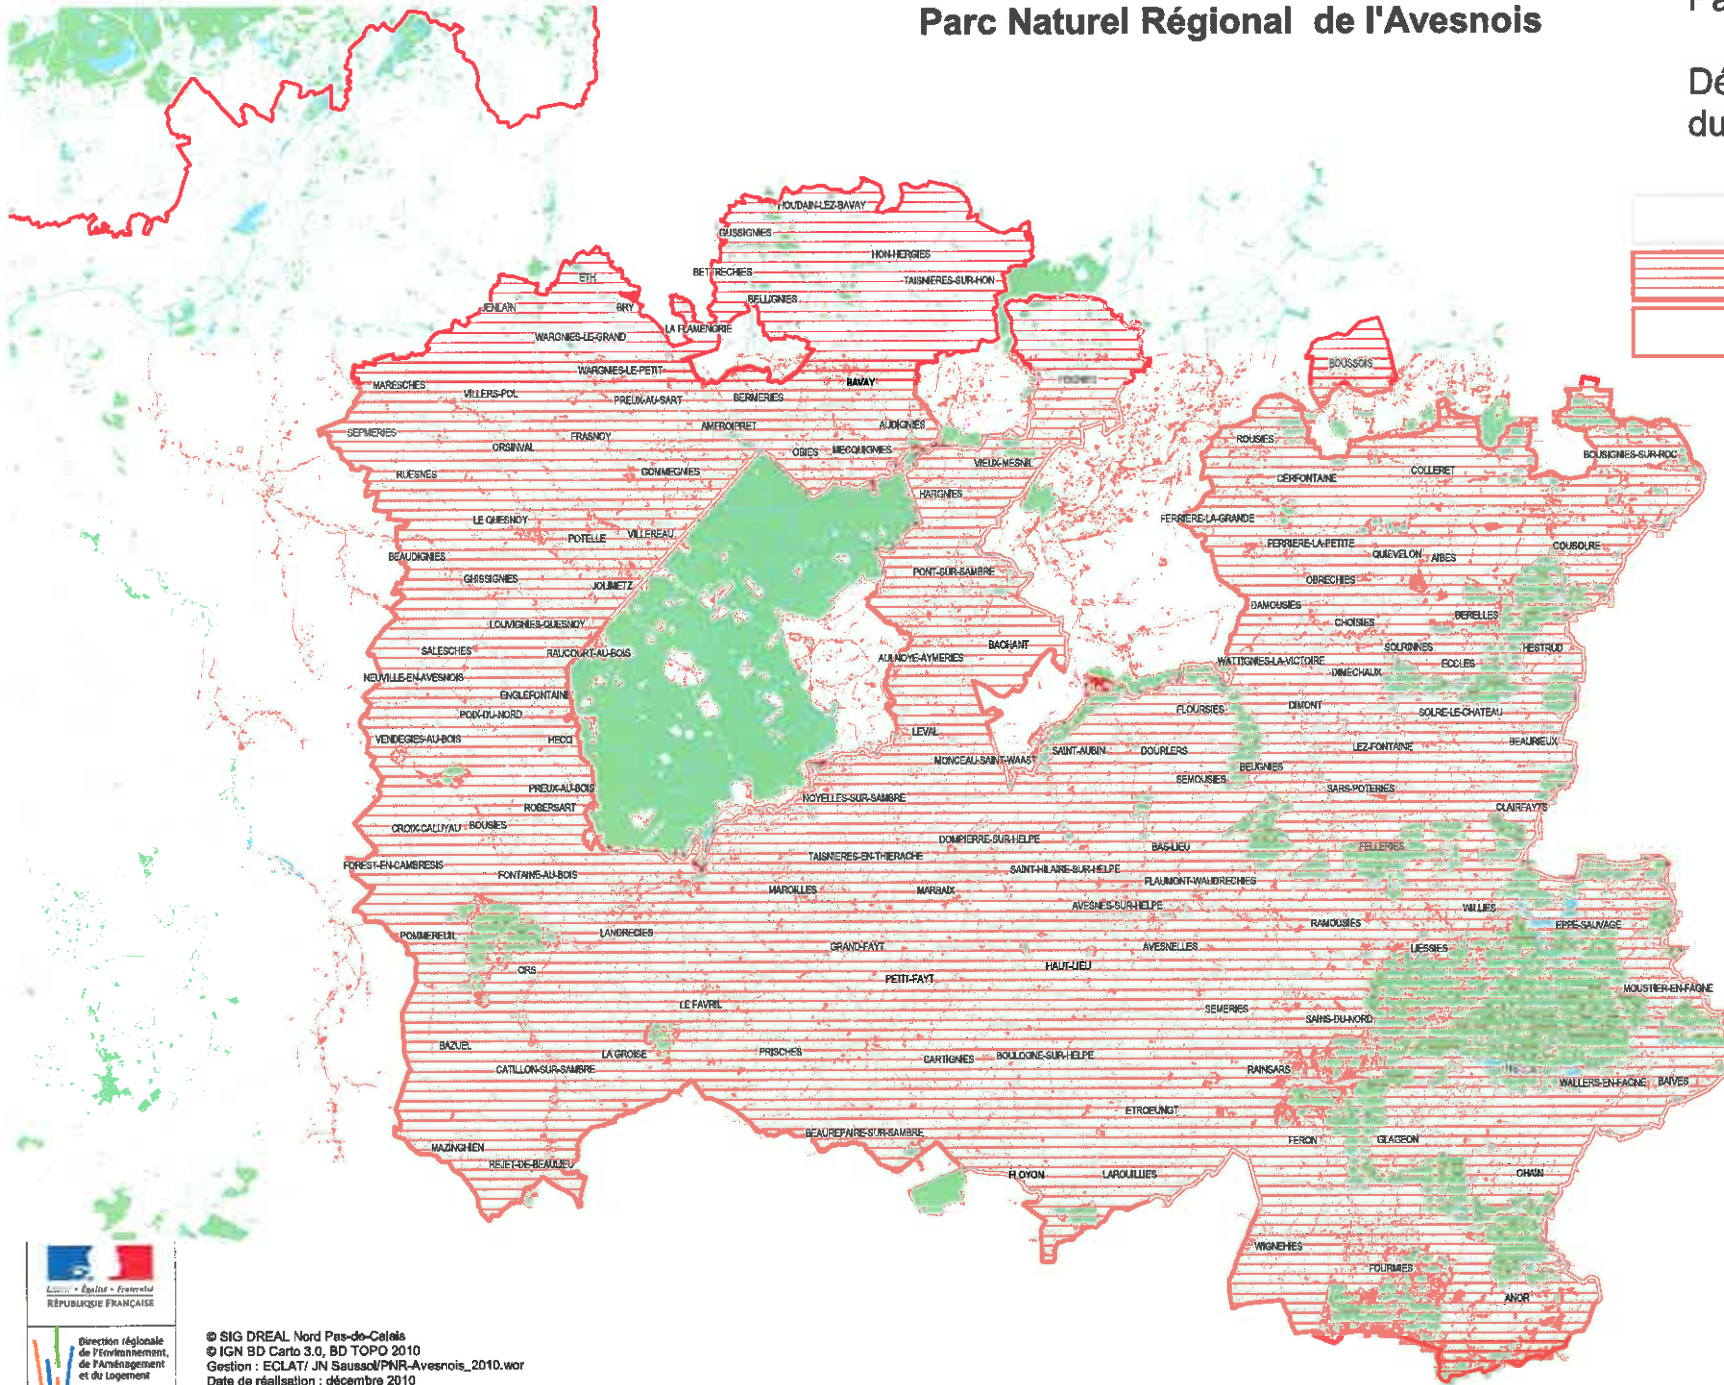 Parc Naturel Régional de l'Avesnois
Dé
du
HOUDAIN-LEZ-BAVAY
GUSSIGNIES
HON-HERGIES
BETTRECHIES
TAISNIERES-SUR-HON
ETH
BELLIGNIES
JENLAIN
BRY
LA FLAMENGRIE
WARGNIES-LE-GRAND
WARGNIES-LE-PETIT
BOUSSOIS
MARESCHES
BAVAY
FEIGNIES
VILLERS-POL
PREUX-AU-SART
BERMERIES
SEPMERIES
AMFROIPRET
AUDIGNIES
FRASNOY
ROUSIES
ORSINVAL
OBIES
MECQUIGNIES
BOUSIGNIES-SUR-ROC
RUESNES
GOMMEGNIES
VIEUX-MESNIL
COLLERET
CERFONTAINE
HARGNIES
LE QUESNOY
FERRIERE-LA-GRANDE
POTELLE
VILLEREAU
FERRIERE-LA-PETITE
COUSOLRE
BEAUDIGNIES
QUIEVELON
AIBES
GHISSIGNIES
JOLIMETZ
PONT-SUR-SAMBRE
OBRECHIES
DAMOUSIES
BERELLES
LOUVIGNIES-QUESNOY
CHOISIES
SALESCHES
RAUCOURT-AU-BOIS
BACHANT
SOLRINNES
HESTRUD
AULNOYE-AYMERIES
WATTIGNIES-LA-VICTOIRE
ECCLES
NEUVILLE-EN-AVESNOIS
DIMECHAUX
ENGLEFONTAINE
DIMONT
POIX-DU-NORD
FLOURSIES
SOLRE-LE-CHATEAU
VENDEGIES-AU-BOIS
HECQ
LEVAL
LEZ-FONTAINE
BEAURIEUX
MONCEAU-SAINT-WAAST
SAINT-AUBIN
DOURLERS
BEUGNIES
SEMOUSIES
PREUX-AU-BOIS
SARS-POTERIES
NOYELLES-SUR-SAMBRE
ROBERSART
CLAIRFAYTS
CROIX-CALUYAU
BOUSIES
DOMPIERRE-SUR-HELPE
BAS-LIEU
FELLERIES
TAISNIERES-EN-THIERACHE
FOREST-EN-CAMBRESIS
FONTAINE-AU-BOIS
SAINT-HILAIRE-SUR-HELPE
FLAUMONT-WAUDRECHIES
MAROILLES
MARBAIX
AVESNES-SUR-HELPE
WILLIES
RAMOUSIES
EPPE-SAUVAGE
POMMEREUIL
LANDRECIES
GRAND-FAYT
AVESNELLES
LIESSIES
ORS
HAUT-LIEU
PETIT-FAYT
MOUSTIER-EN-FAGNE
LE FAVRIL
SEMERIES
SAINS-DU-NORD
BAZUEL
LA GROISE
PRISCHES
CARTIGNIES
BOULOGNE-SUR-HELPE
CATILLON-SUR-SAMBRE
RAINSARS
WALLERS-EN-FAGNE
BAIVES
ETROEUNGT
BEAUREPAIRE-SUR-SAMBRE
FERON
GLAGEON
MAZINGHIEN
REJET-DE-BEAULIEU
FLOYON
LAROUILLIES
OHAIN
WIGNEHIES
FOURMIES
ANOR
Liberté • Égalité • Fraternité
RÉPUBLIQUE FRANÇAISE
Direction régionale
de l'Environnement,
de l'Aménagement
et du Logement
© SIG DREAL Nord Pas-de-Calais
© IGN BD Carto 3.0, BD TOPO 2010
Gestion : ECLAT/ JN Saussol/PNR-Avesnois_2010.wor
Date de réalisation : décembre 2010